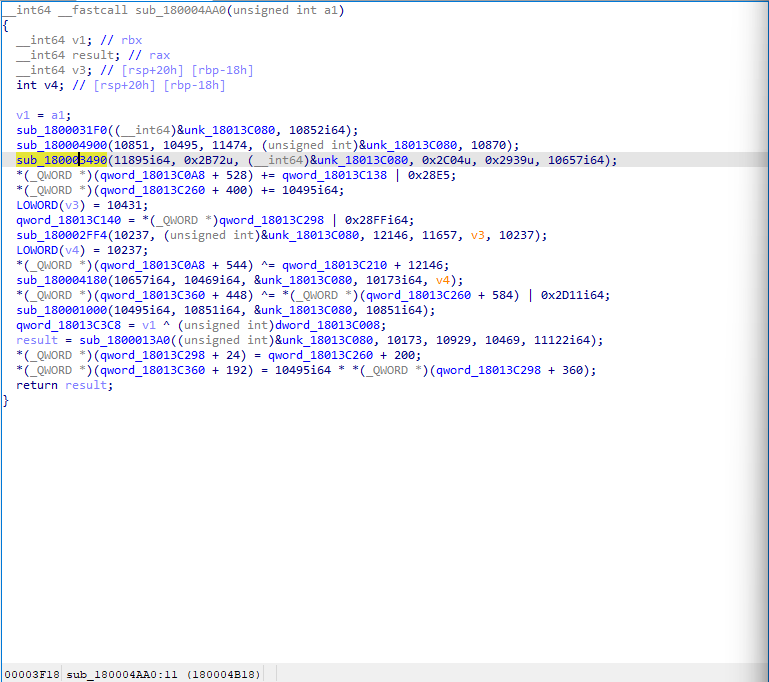 __int64 __fastcall sub_180004AA0(unsigned int a1)
{
  __int64 v1; // rbx
  __int64 result; // rax
  __int64 v3; // [rsp+20h] [rbp-18h]
  int v4; // [rsp+20h] [rbp-18h]

  v1 = a1;
  sub_1800031F0((__int64)&unk_18013C080, 10852i64);
  sub_180004900(10851, 10495, 11474, (unsigned int)&unk_18013C080, 10870);
  sub_180003490(11895i64, 0x2B72u, (__int64)&unk_18013C080, 0x2C04u, 0x2939u, 10657i64);
  *(_QWORD *)(qword_18013C0A8 + 528) += qword_18013C138 | 0x28E5;
  *(_QWORD *)(qword_18013C260 + 400) += 10495i64;
  LOWORD(v3) = 10431;
  qword_18013C140 = *(_QWORD *)qword_18013C298 | 0x28FFi64;
  sub_180002FF4(10237, (unsigned int)&unk_18013C080, 12146, 11657, v3, 10237);
  LOWORD(v4) = 10237;
  *(_QWORD *)(qword_18013C0A8 + 544) ^= qword_18013C210 + 12146;
  sub_180004180(10657i64, 10469i64, &unk_18013C080, 10173i64, v4);
  *(_QWORD *)(qword_18013C360 + 448) ^= *(_QWORD *)(qword_18013C260 + 584) | 0x2D11i64;
  sub_180001000(10495i64, 10851i64, &unk_18013C080, 10851i64);
  qword_18013C3C8 = v1 ^ (unsigned int)dword_18013C008;
  result = sub_1800013A0((unsigned int)&unk_18013C080, 10173, 10929, 10469, 11122i64);
  *(_QWORD *)(qword_18013C298 + 24) = qword_18013C260 + 200;
  *(_QWORD *)(qword_18013C360 + 192) = 10495i64 * *(_QWORD *)(qword_18013C298 + 360);
  return result;
}
00003F18 sub_180004AA0:11 (180004B18)